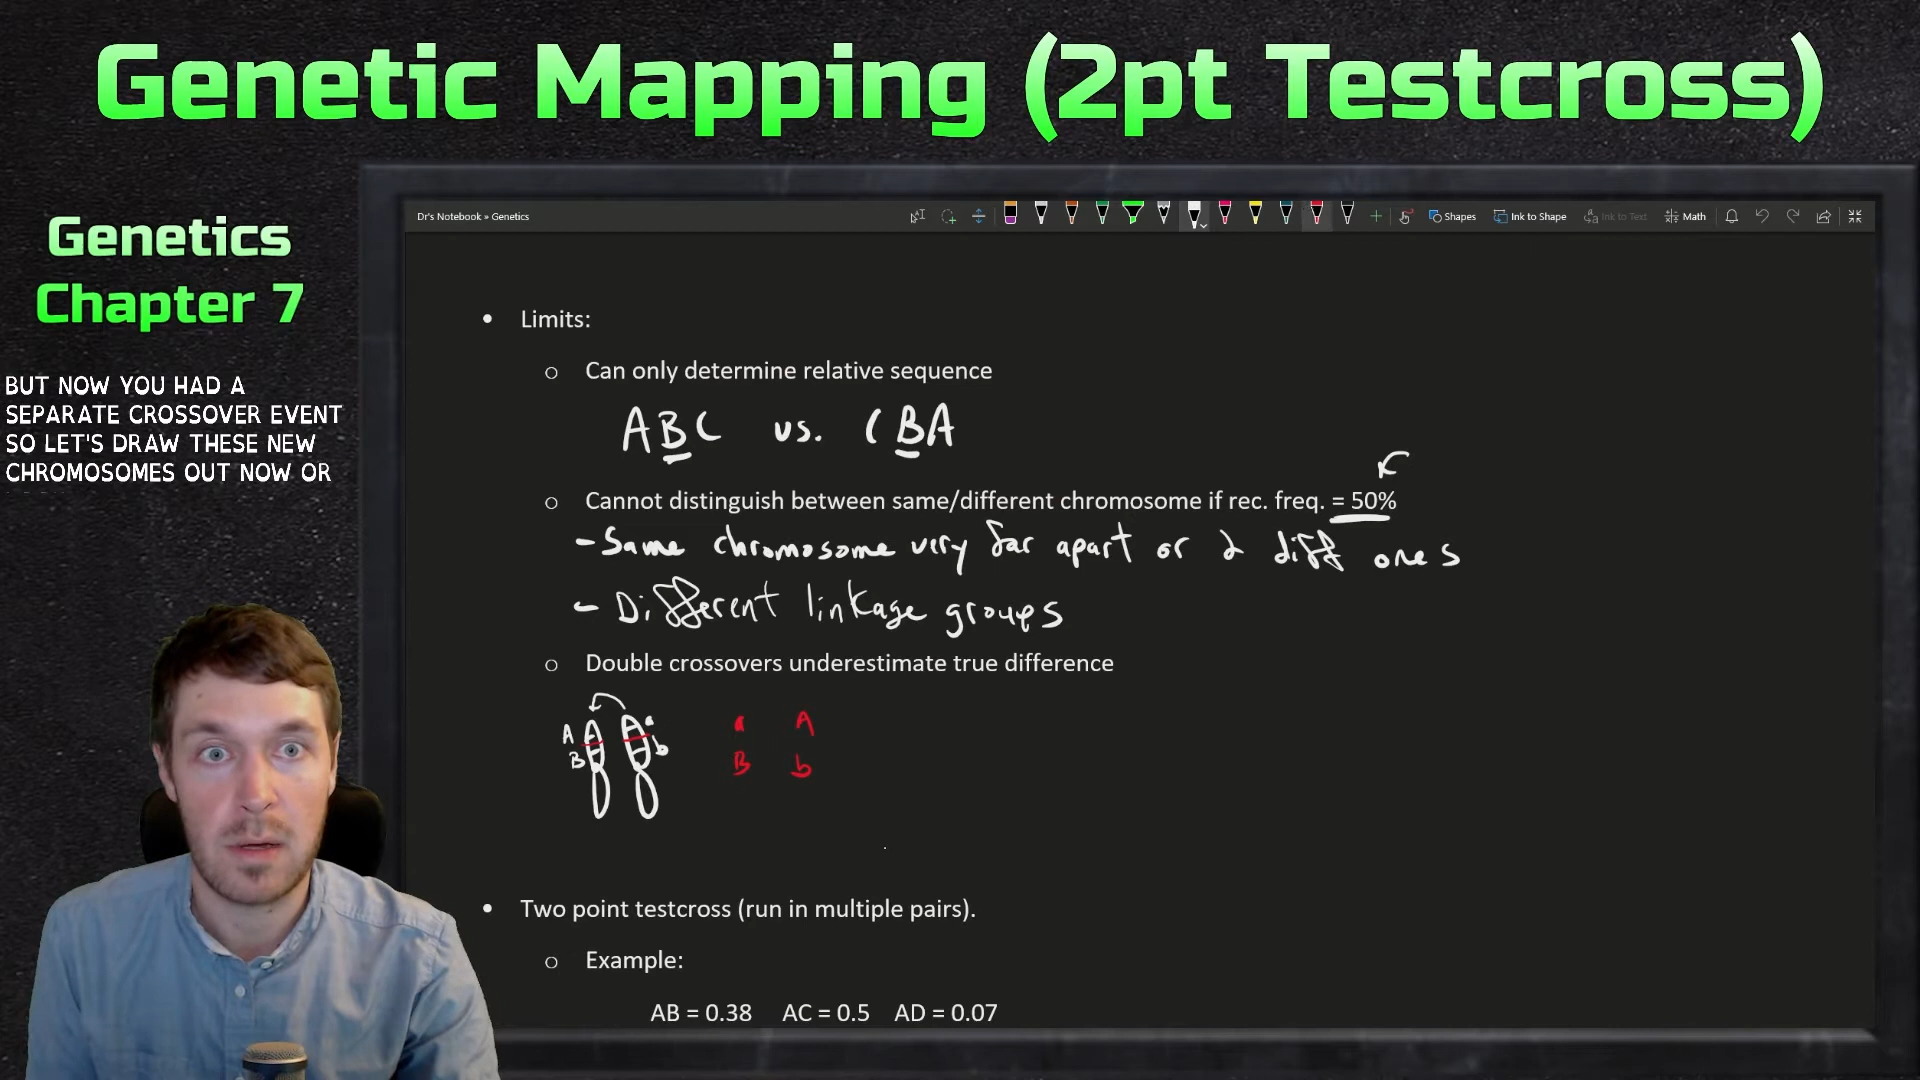 Genetic Mapping (2pt Testcross)
Genetics
Chapter 7
BUT NOW YOU HAD A
SEPARATE CROSSOVER EVENT
SO LET'S DRAW THESE NEW
CHROMOSOMES OUT NOW OR
Dr's Notebook » Genetics
Shapes
Ink to Shape
Ink to Text
Math
• Limits:
o Can only determine relative sequence
ABC vs. CBA
o Cannot distinguish between same/different chromosome if rec. freq. = 50%
- Same chromosome very far apart or 2 diff ones
- Different linkage groups
o Double crossovers underestimate true difference
A a a A
B b B b
• Two point testcross (run in multiple pairs).
o Example:
AB = 0.38 AC = 0.5 AD = 0.07